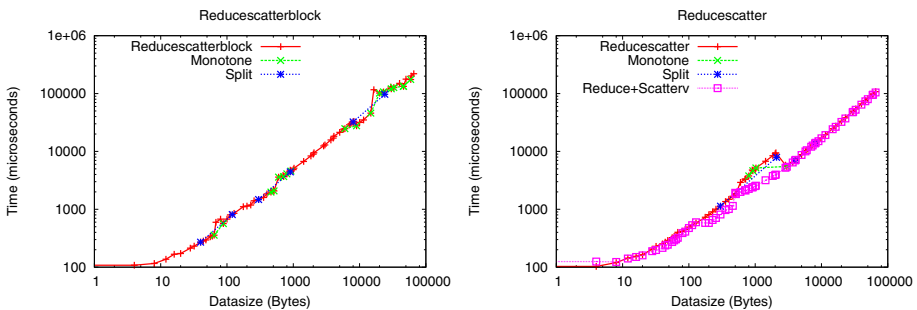 Reducescatterblock
1e+06
100000
10000
1000
100
Time (microseconds)
Reducescatterblock
Monotone
Split
1 10 100 1000 10000 100000
Datasize (Bytes)
Reducescatter
1e+06
100000
10000
1000
100
Time (microseconds)
Reducescatter
Monotone
Split
Reduce+Scatterv
1 10 100 1000 10000 100000
Datasize (Bytes)